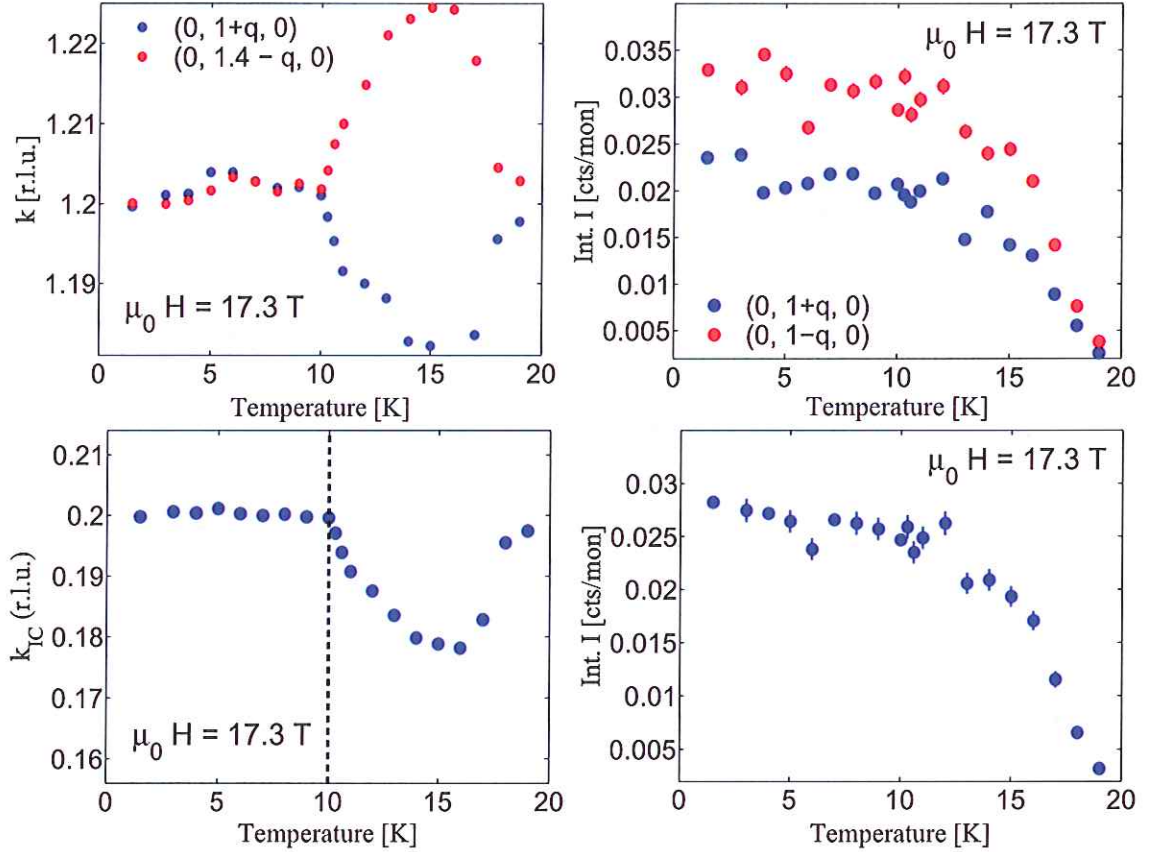 1.22
1.21
1.2
1.19
k [r.l.u.]
(0, 1+q, 0)
(0, 1.4 − q, 0)
μ0 H = 17.3 T
0 5 10 15 20
Temperature [K]
0.035
0.03
0.025
0.02
0.015
0.01
0.005
Int. I [cts/mon]
μ0 H = 17.3 T
(0, 1+q, 0)
(0, 1−q, 0)
0 5 10 15 20
Temperature [K]
0.21
0.2
0.19
0.18
0.17
0.16
kIC (r.l.u.)
μ0 H = 17.3 T
0 5 10 15 20
Temperature [K]
0.03
0.025
0.02
0.015
0.01
0.005
Int. I [cts/mon]
μ0 H = 17.3 T
0 5 10 15 20
Temperature [K]